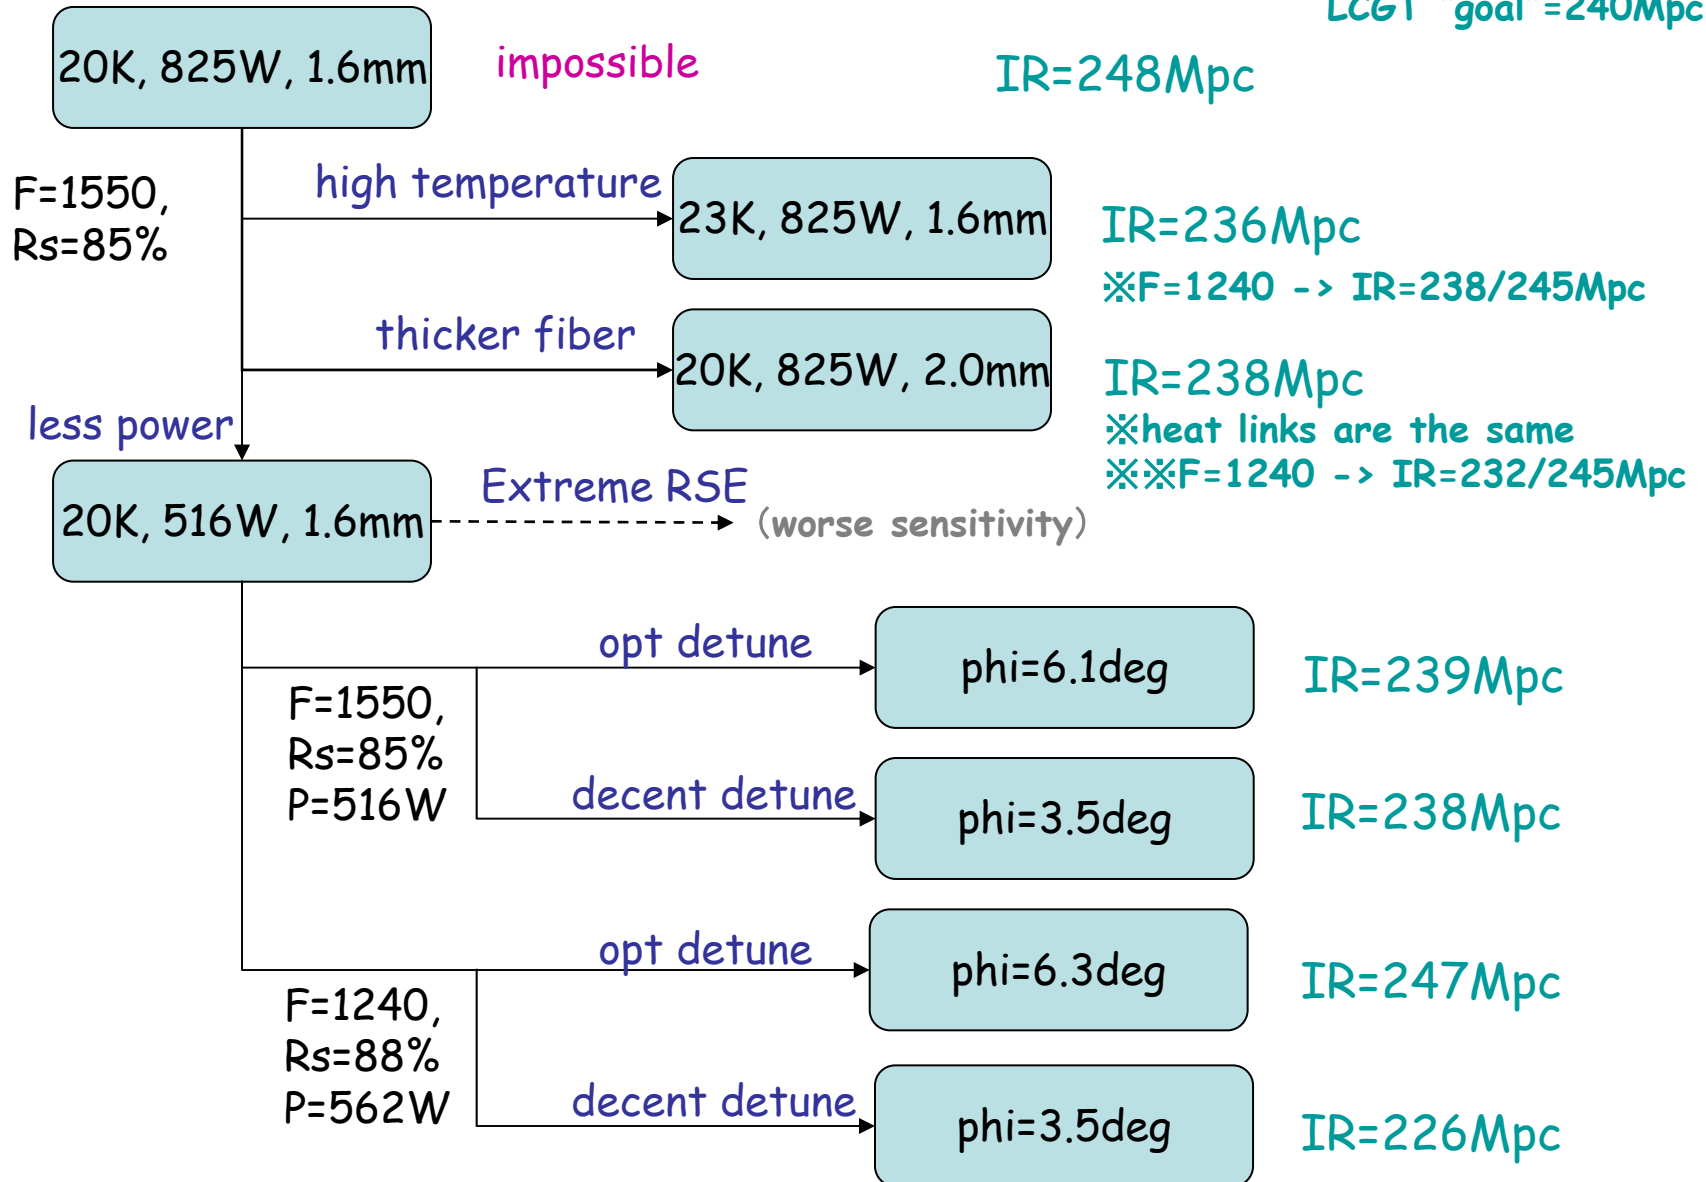 LCGT "goal"=240Mpc
20K, 825W, 1.6mm
impossible
IR=248Mpc
F=1550,
Rs=85%
high temperature
23K, 825W, 1.6mm
IR=236Mpc
※F=1240 -> IR=238/245Mpc
thicker fiber
20K, 825W, 2.0mm
IR=238Mpc
※heat links are the same
※※F=1240 -> IR=232/245Mpc
less power
20K, 516W, 1.6mm
Extreme RSE
(worse sensitivity)
opt detune
phi=6.1deg
IR=239Mpc
F=1550,
Rs=85%
P=516W
decent detune
phi=3.5deg
IR=238Mpc
opt detune
phi=6.3deg
IR=247Mpc
F=1240,
Rs=88%
P=562W
decent detune
phi=3.5deg
IR=226Mpc